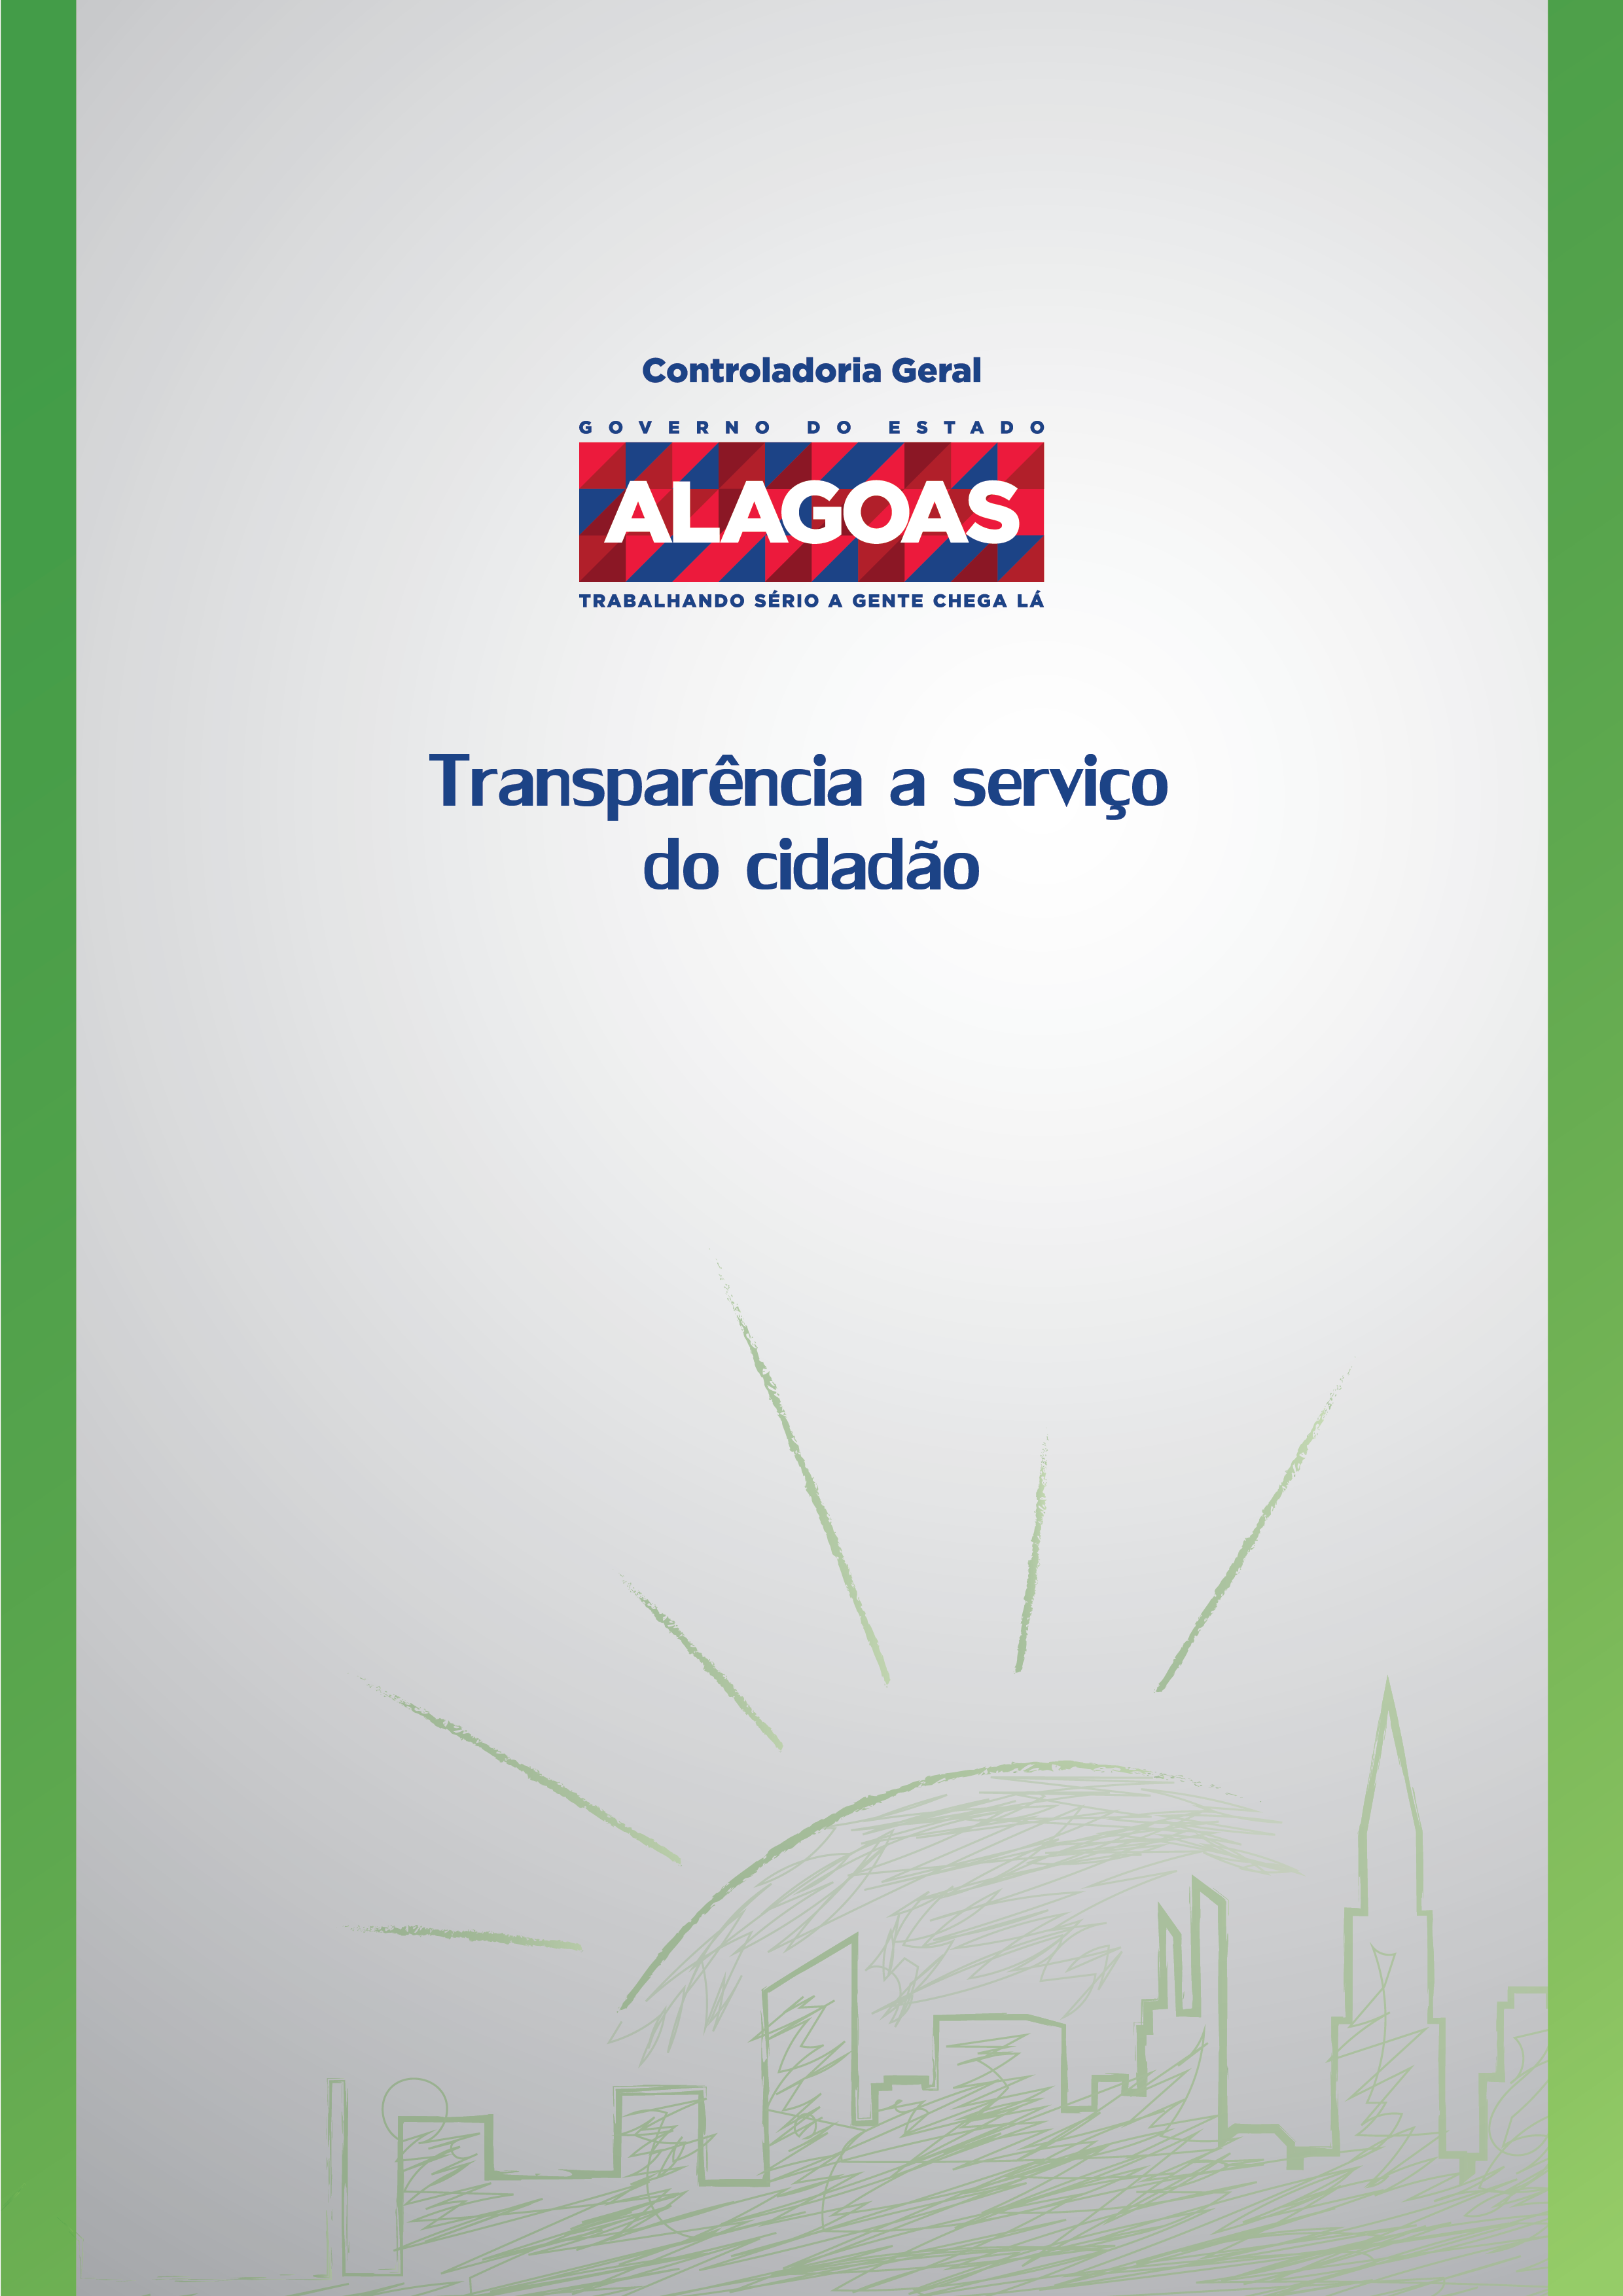 Controladoria Geral
GOVERNO DO ESTADO
ALAGOAS
TRABALHANDO SÉRIO A GENTE CHEGA LÁ
Transparência a serviço
do cidadão